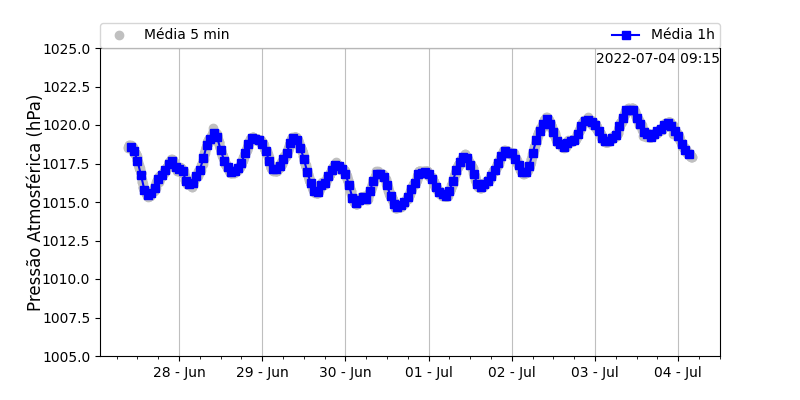 Média 5 min
Média 1h
2022-07-04 09:15
Pressão Atmosférica (hPa)
1025.0
1022.5
1020.0
1017.5
1015.0
1012.5
1010.0
1007.5
1005.0
28 - Jun
29 - Jun
30 - Jun
01 - Jul
02 - Jul
03 - Jul
04 - Jul